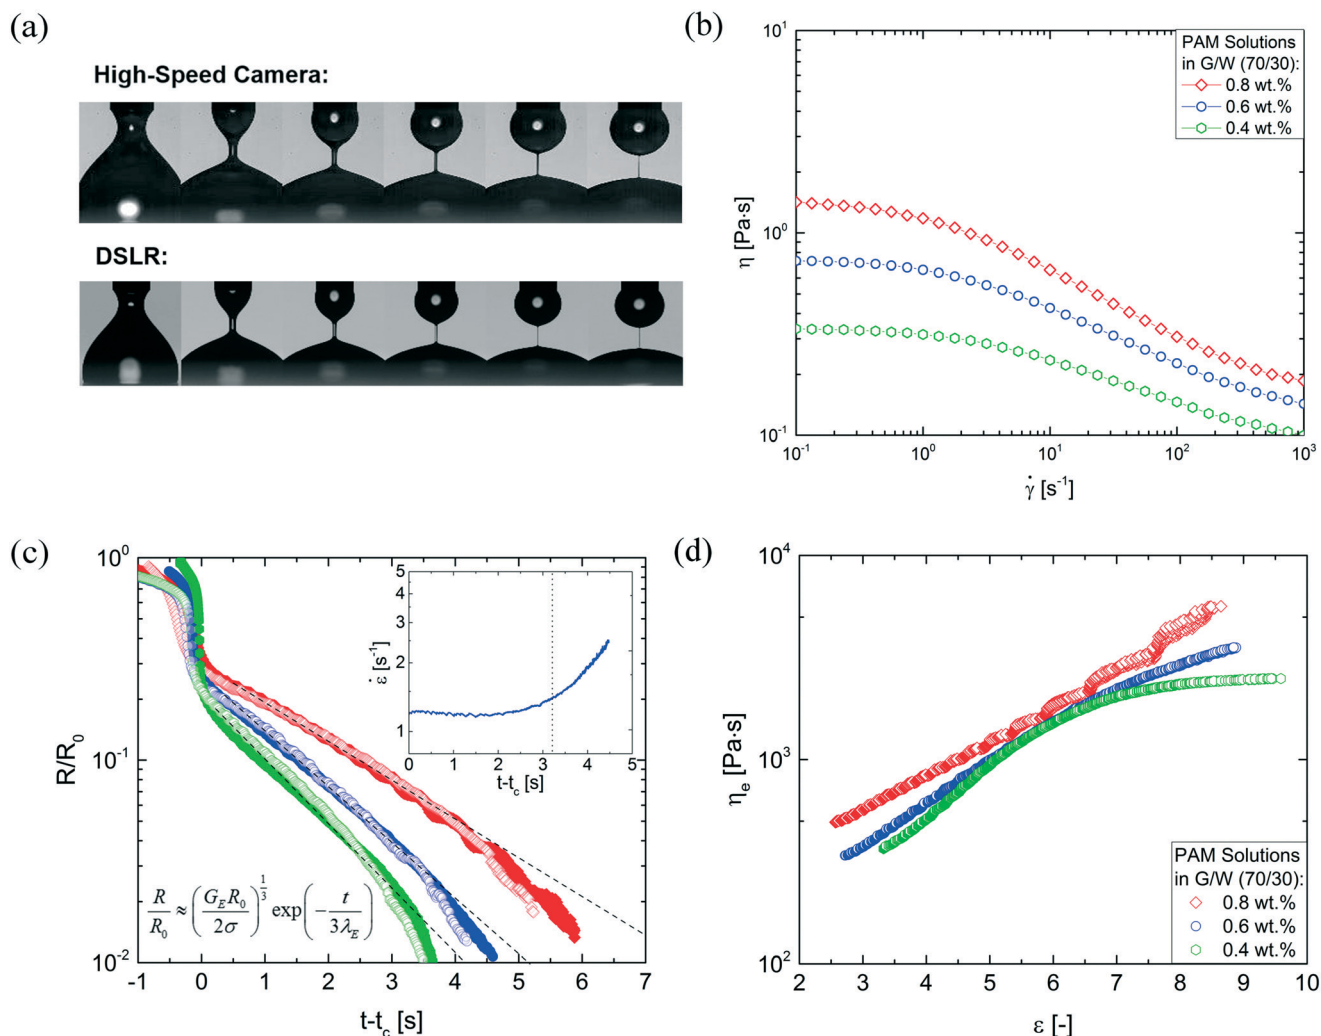 (a)
High-Speed Camera:
DSLR:
(b)
10¹
10⁰
10⁻¹
η [Pa·s]
PAM Solutions
in G/W (70/30):
0.8 wt.%
0.6 wt.%
0.4 wt.%
10⁻¹ 10⁰ 10¹ 10² 10³
γ̇ [s⁻¹]
(c)
10⁰
10⁻¹
10⁻²
R/R₀
5
4
3
2
1
ε̇ [s⁻¹]
0 1 2 3 4 5
t-t_c [s]
R/R₀ ≈ (G_E R₀/2σ)^(1/3) exp(-t/3λ_E)
-1 0 1 2 3 4 5 6 7
t-t_c [s]
(d)
10⁴
10³
10²
η_e [Pa·s]
PAM Solutions
in G/W (70/30):
0.8 wt.%
0.6 wt.%
0.4 wt.%
2 3 4 5 6 7 8 9 10
ε [-]